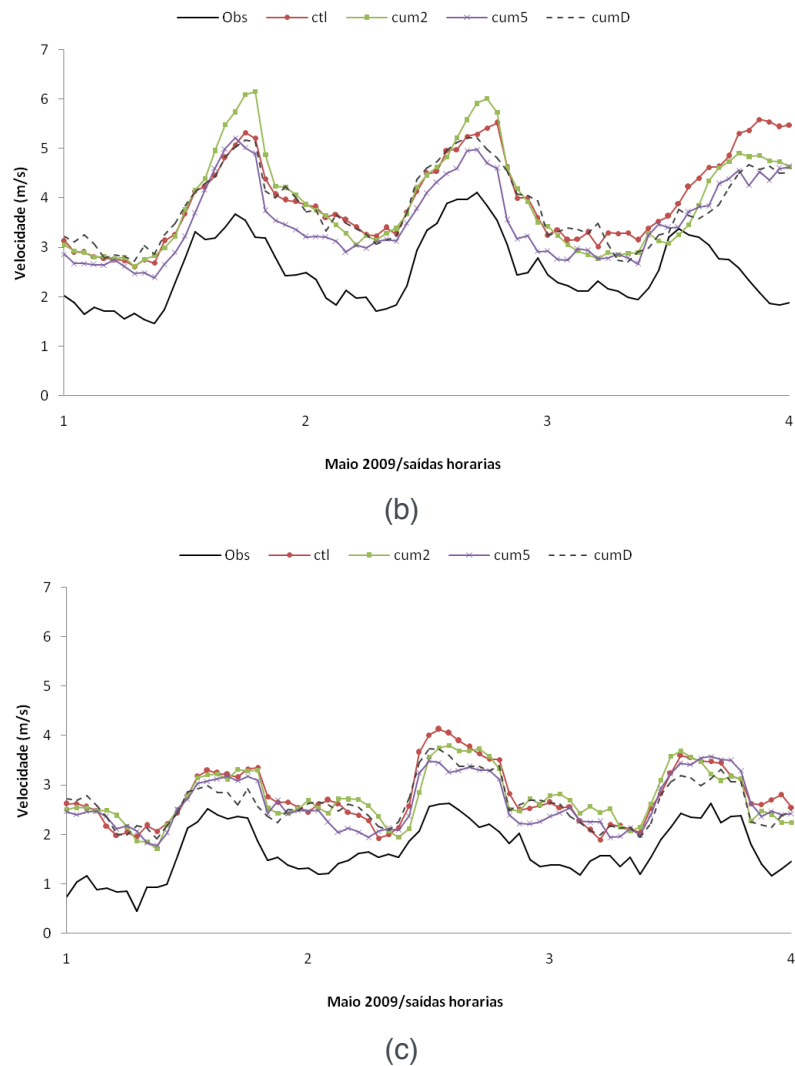 Obs ctl cum2 cum5 cumD
7
6
5
4
3
2
1
0
Velocidade (m/s)
1 2 3 4
Maio 2009/saídas horarias
(b)
Obs ctl cum2 cum5 cumD
7
6
5
4
3
2
1
0
Velocidade (m/s)
1 2 3 4
Maio 2009/saídas horarias
(c)